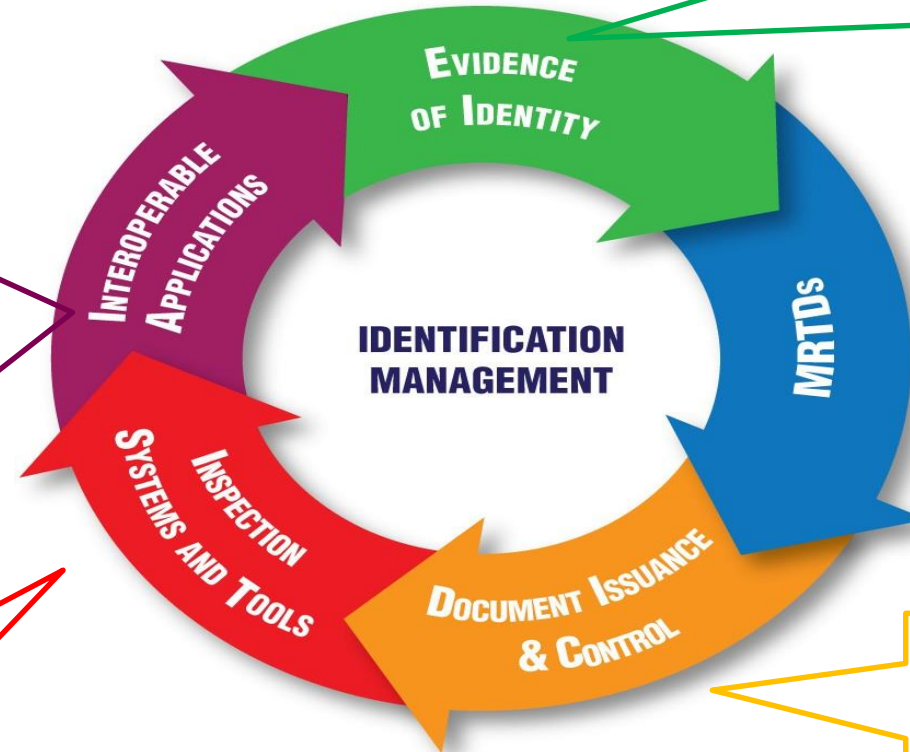 EVIDENCE
OF IDENTITY
MRTDs
DOCUMENT ISSUANCE
& CONTROL
INSPECTION
SYSTEMS AND TOOLS
INTEROPERABLE
APPLICATIONS
IDENTIFICATION
MANAGEMENT